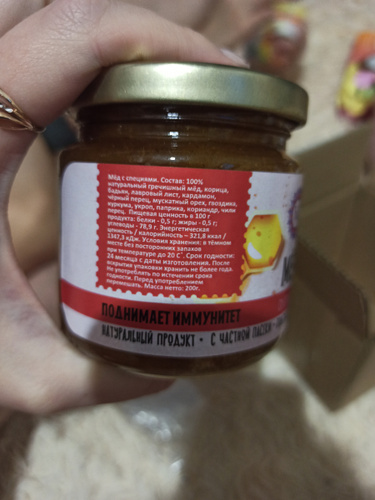 Мёд с специями. Состав: 100%
натуральный гречишный мёд, корица,
бадьян, лавровый лист, кардамон,
чёрный перец, мускатный орех, гвоздика,
куркума, укроп, паприка, кориандр, чили
перец. Пищевая ценность в 100 г
продукта: Белки - 0,5 г; жиры - 0,5 г;
углеводы - 78,9 г. Энергетическая
ценность / калорийность – 321,8 ккал /
1347,3 кДж. Условия хранения: в тёмном
месте без посторонних запахов
при температуре до 20 С˚. Срок годности:
24 месяца с даты изготовления. После
вскрытия упаковки хранить не более года.
Не употреблять по истечении срока
годности. Перед употреблением
перемешать. Масса нетто: 200г.
ПОДНИМАЕТ ИММУНИТЕТ
НАТУРАЛЬНЫЙ ПРОДУКТ • С ЧАСТНОЙ ПАСЕКИ